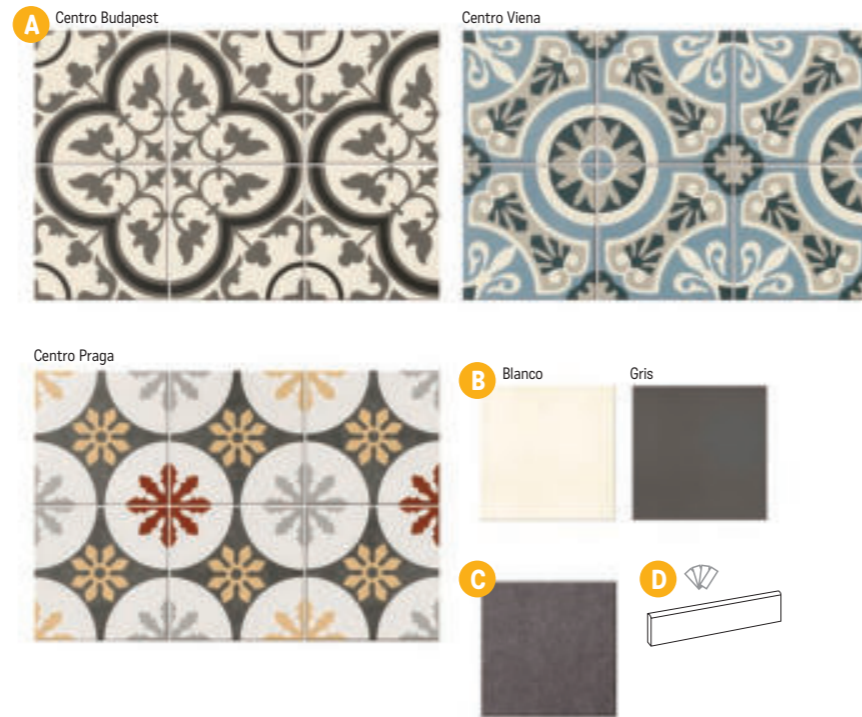 A Centro Budapest
Centro Viena
Centro Praga
B Blanco
Gris
C
D